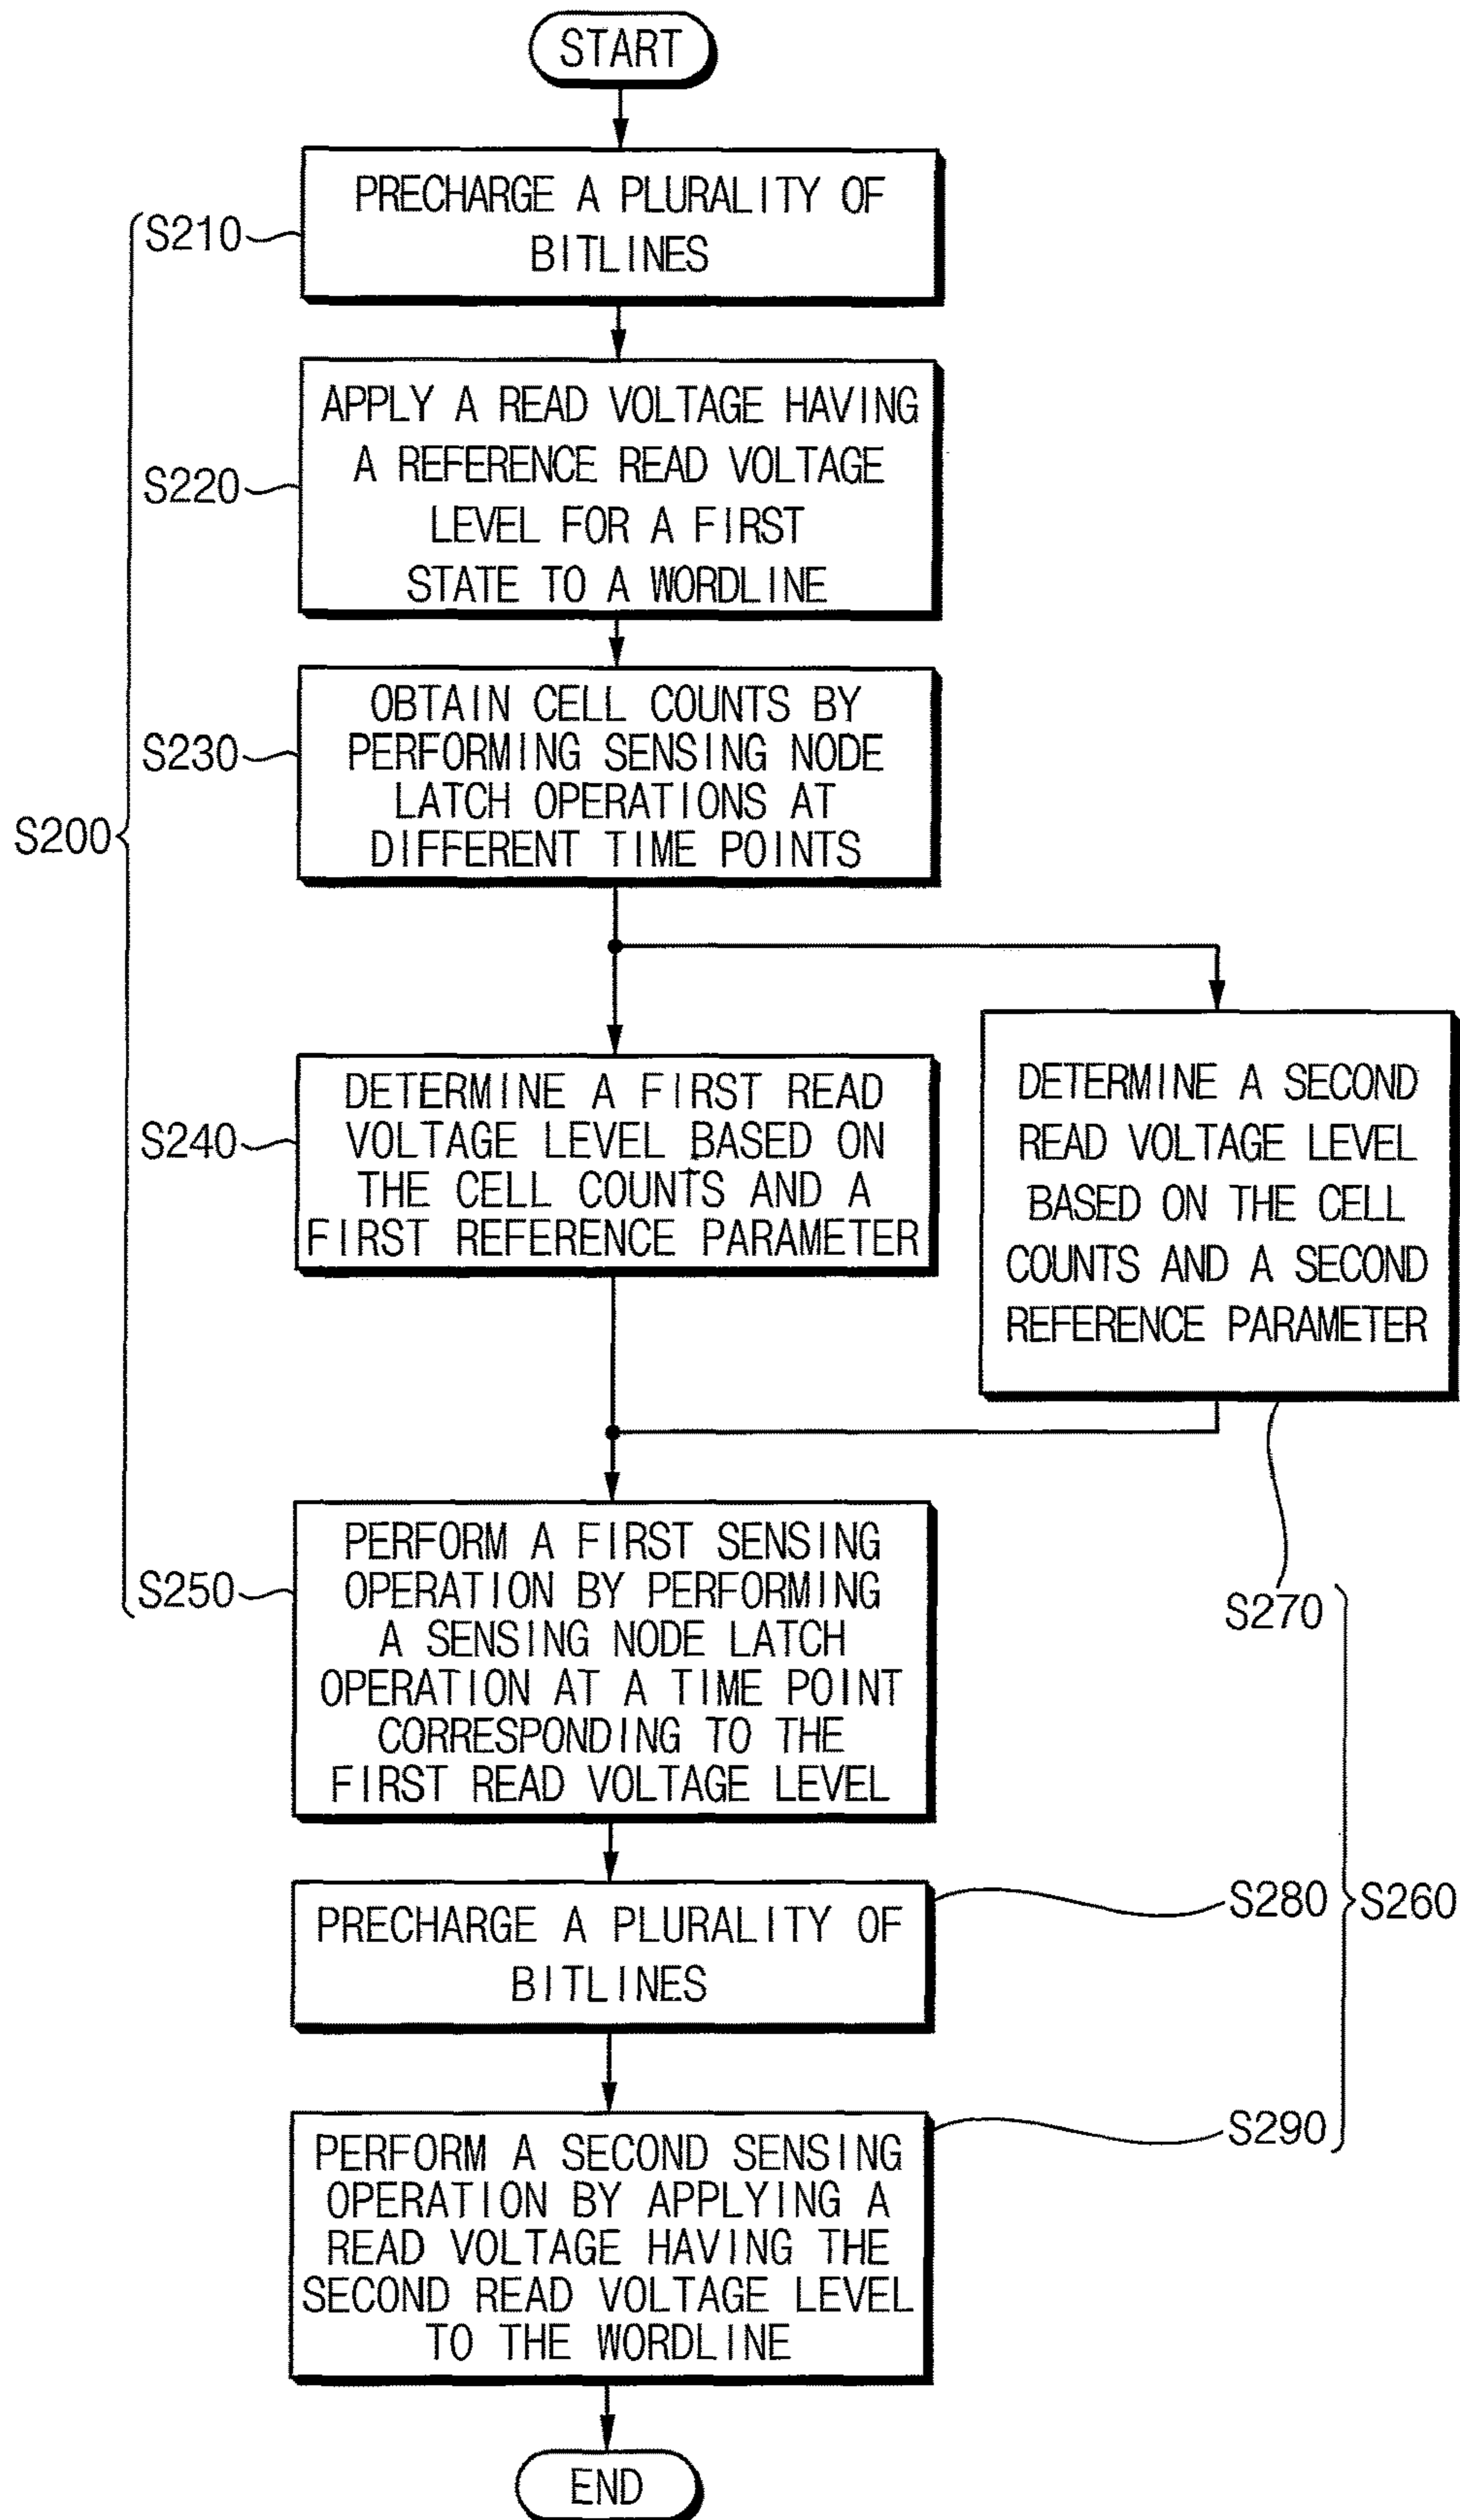 START
S210
PRECHARGE A PLURALITY OF
BITLINES
S220
APPLY A READ VOLTAGE HAVING
A REFERENCE READ VOLTAGE
LEVEL FOR A FIRST
STATE TO A WORDLINE
S230
OBTAIN CELL COUNTS BY
PERFORMING SENSING NODE
LATCH OPERATIONS AT
DIFFERENT TIME POINTS
S200
S240
DETERMINE A FIRST READ
VOLTAGE LEVEL BASED ON
THE CELL COUNTS AND A
FIRST REFERENCE PARAMETER
DETERMINE A SECOND
READ VOLTAGE LEVEL
BASED ON THE CELL
COUNTS AND A SECOND
REFERENCE PARAMETER
S250
PERFORM A FIRST SENSING
OPERATION BY PERFORMING
A SENSING NODE LATCH
OPERATION AT A TIME POINT
CORRESPONDING TO THE
FIRST READ VOLTAGE LEVEL
S270
PRECHARGE A PLURALITY OF
BITLINES
S280
S260
PERFORM A SECOND SENSING
OPERATION BY APPLYING A
READ VOLTAGE HAVING THE
SECOND READ VOLTAGE LEVEL
TO THE WORDLINE
S290
END